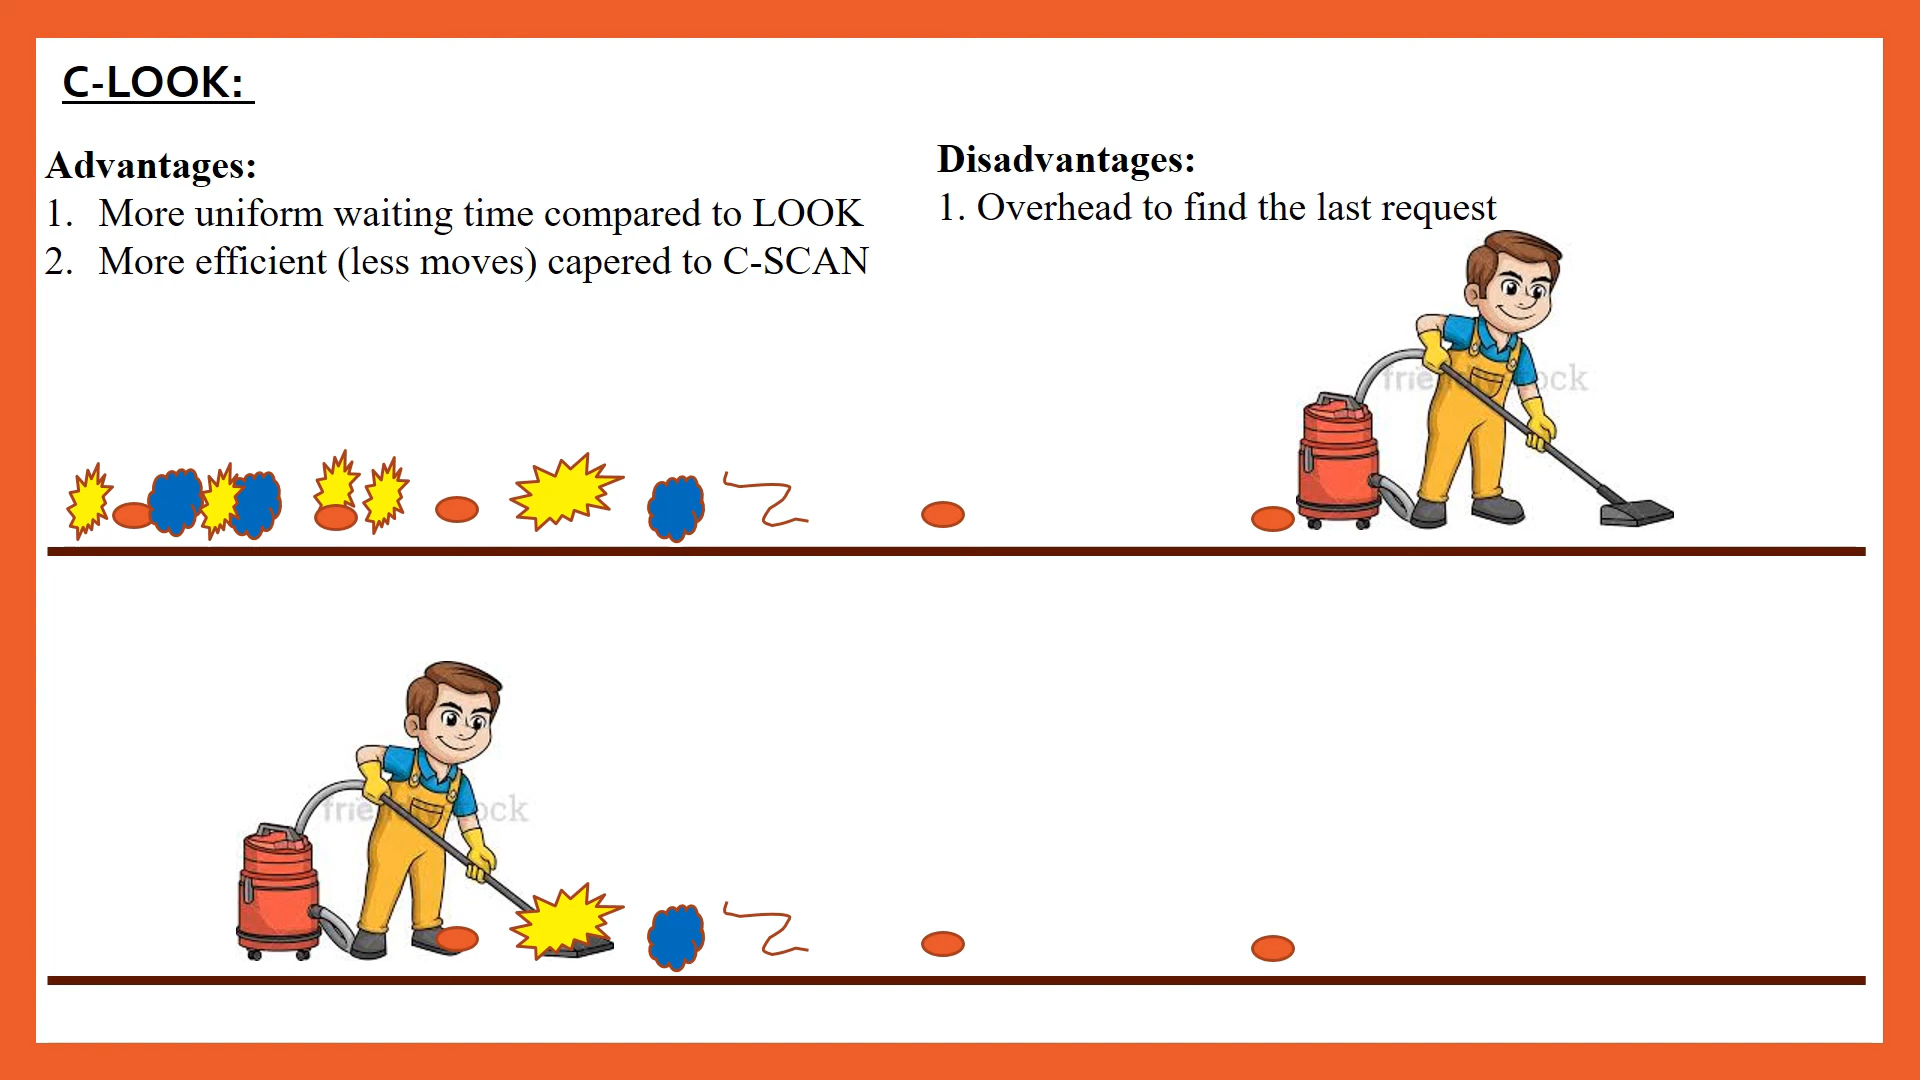 C-LOOK:
Advantages:
1. More uniform waiting time compared to LOOK
2. More efficient (less moves) capered to C-SCAN
Disadvantages:
1. Overhead to find the last request